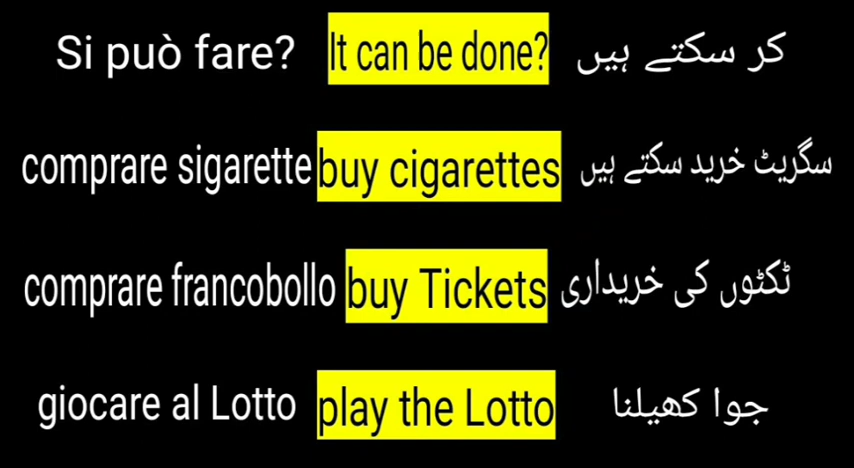 Si può fare? It can be done? کر سکتے ہیں
comprare sigarette buy cigarettes سگریٹ خرید سکتے ہیں
comprare francobollo buy Tickets ٹکٹوں کی خریداری
giocare al Lotto play the Lotto جوا کھیلنا